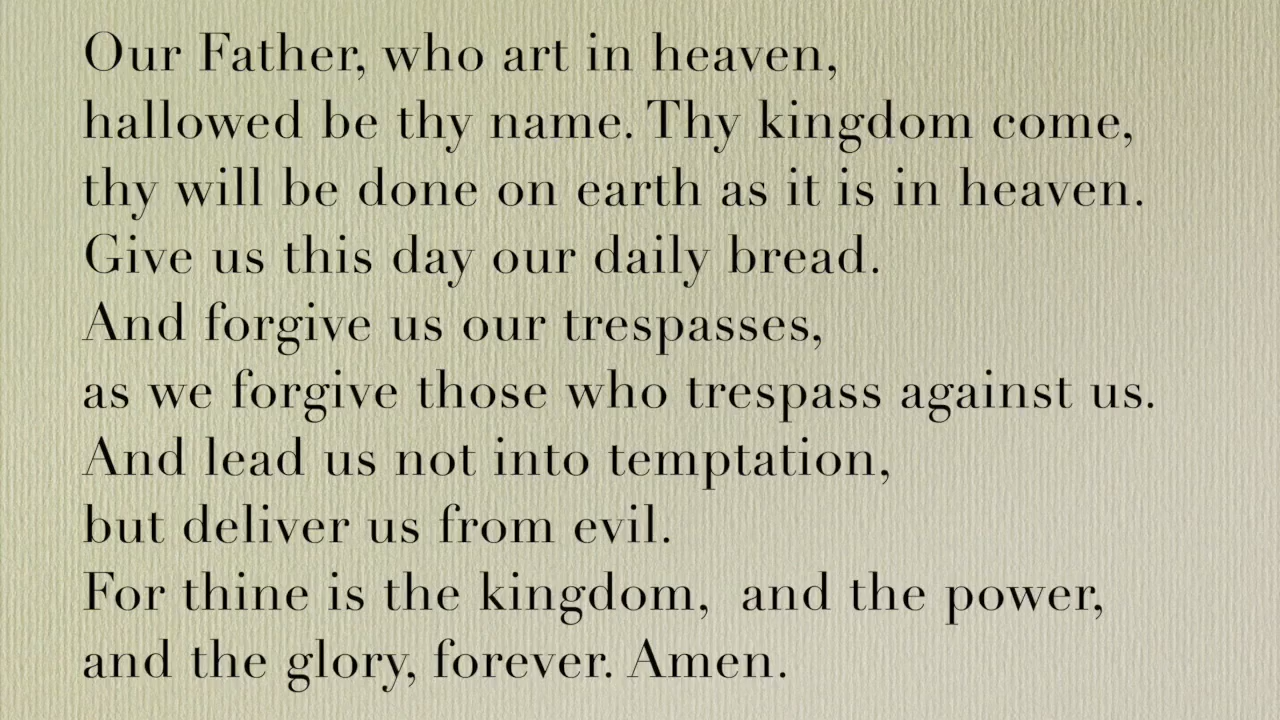 Our Father, who art in heaven,
hallowed be thy name. Thy kingdom come,
thy will be done on earth as it is in heaven.
Give us this day our daily bread.
And forgive us our trespasses,
as we forgive those who trespass against us.
And lead us not into temptation,
but deliver us from evil.
For thine is the kingdom,  and the power,
and the glory, forever. Amen.